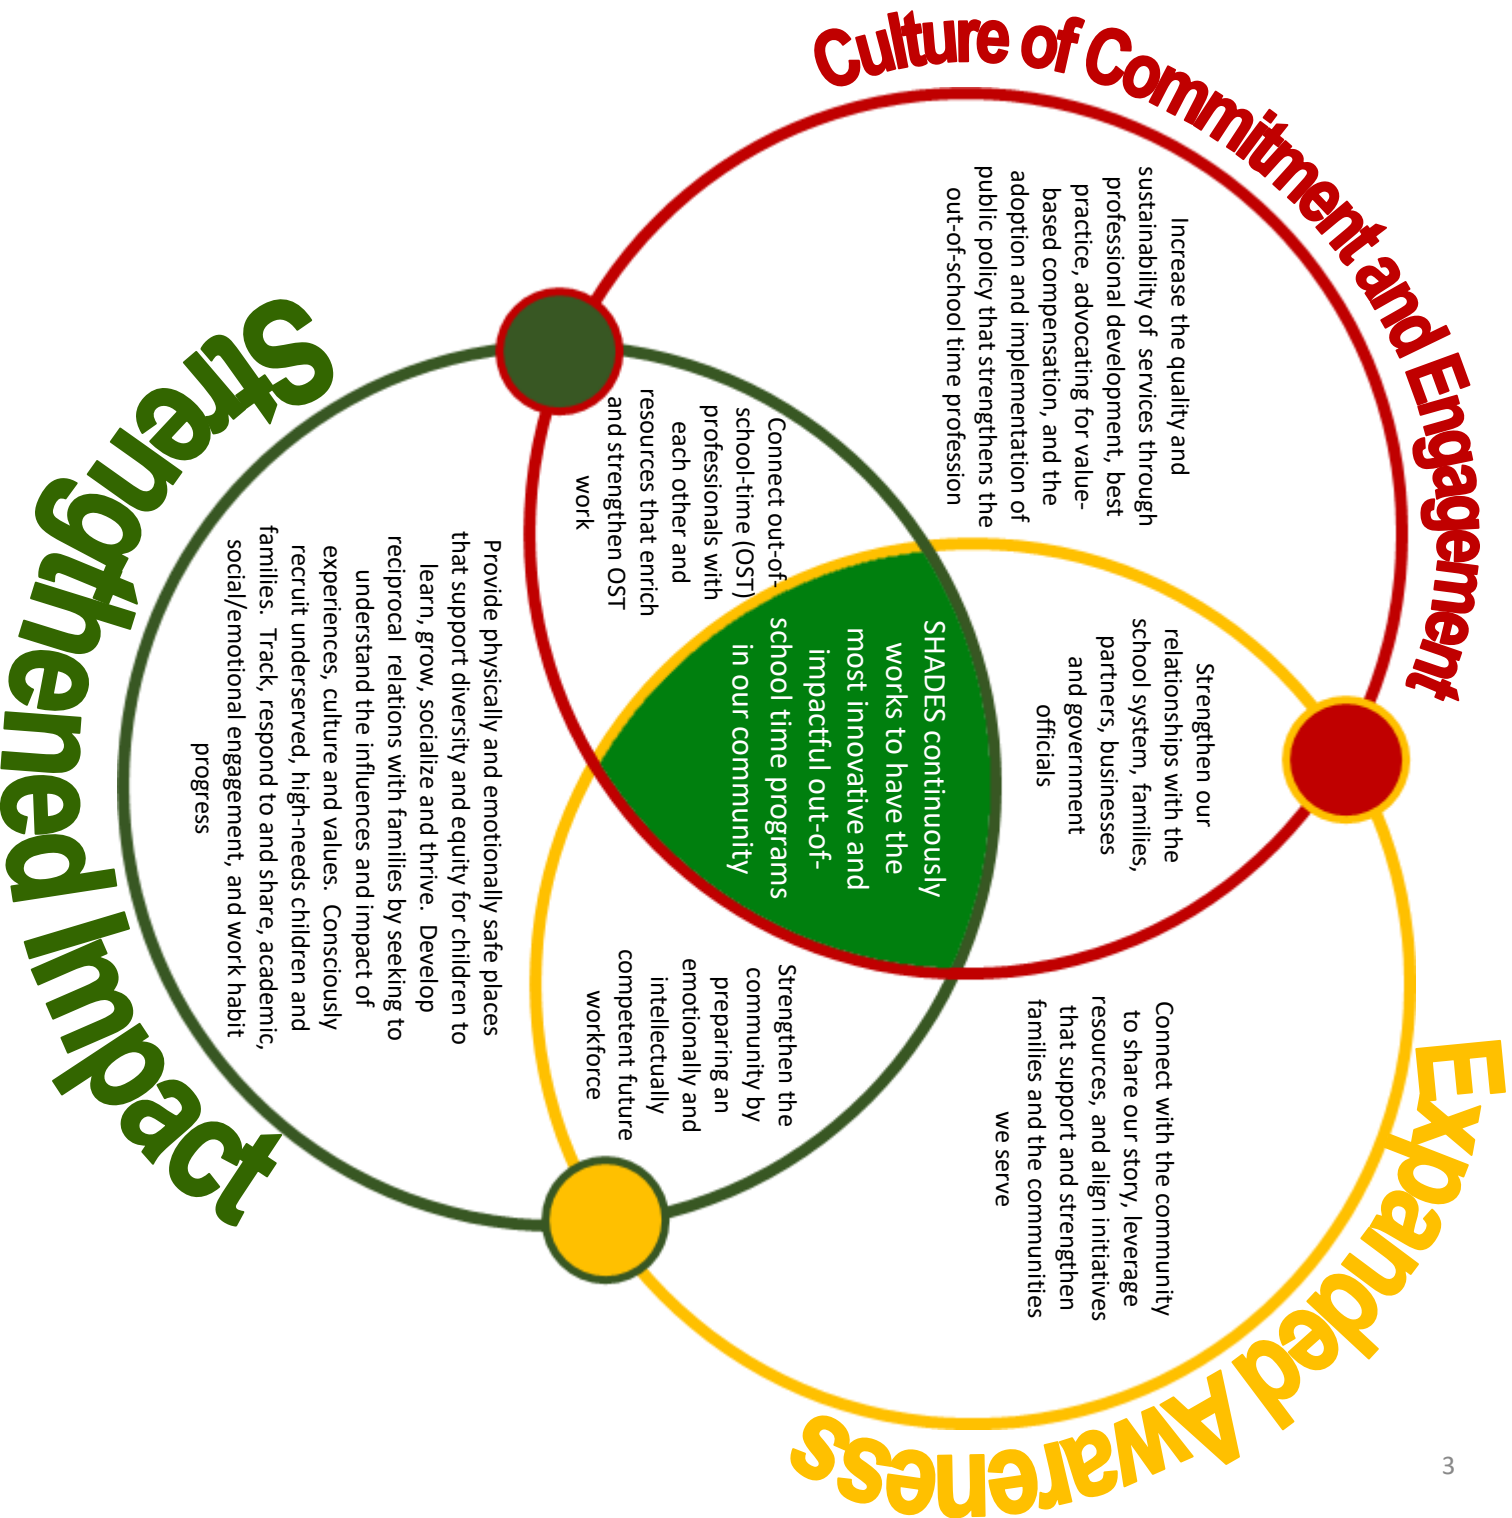 Culture of Commitment and Engagement
Increase the quality and
sustainability of services through
professional development, best
practice, advocating for value-
based compensation, and the
adoption and implementation of
public policy that strengthens the
out-of-school time profession
Strengthen our
relationships with the
school system, families,
partners, businesses
and government
officials
Expanded Awareness
Connect with the community
to share our story, leverage
resources, and align initiatives
that support and strengthen
families and the communities
we serve
SHADES continuously
works to have the
most innovative and
impactful out-of-
school time programs
in our community
Connect out-of-
school-time (OST)
professionals with
each other and
resources that enrich
and strengthen OST
work
Strengthen the
community by
preparing an
emotionally and
intellectually
competent future
workforce
Provide physically and emotionally safe places
that support diversity and equity for children to
learn, grow, socialize and thrive. Develop
reciprocal relations with families by seeking to
understand the influences and impact of
experiences, culture and values. Consciously
recruit underserved, high-needs children and
families. Track, respond to and share, academic,
social/emotional engagement, and work habit
progress
Strengthened Impact
3